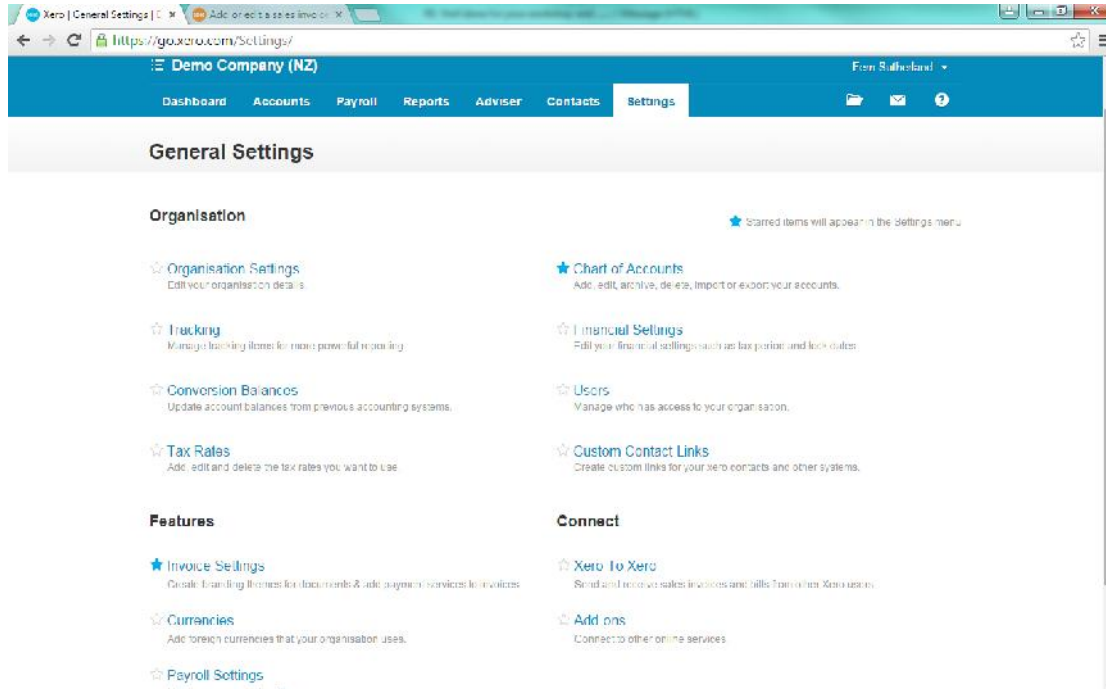 Xero | General Settings |
Add or edit a sales invoice
https://go.xero.com/Settings/
Demo Company (NZ)
Fern Sutherland
Dashboard Accounts Payroll Reports Adviser Contacts Settings
General Settings
Organisation
Starred items will appear in the Settings menu
Organisation Settings
Edit your organisation details.
Chart of Accounts
Add, edit, archive, delete, import or export your accounts.
Tracking
Manage tracking items for more powerful reporting
Financial Settings
Edit your financial settings such as tax period and lock dates
Conversion Balances
Update account balances from previous accounting systems.
Users
Manage who has access to your organisation.
Tax Rates
Add, edit and delete the tax rates you want to use
Custom Contact Links
Create custom links for your xero contacts and other systems.
Features
Connect
Invoice Settings
Create branding themes for documents & add payment services to invoices
Xero To Xero
Send and receive sales invoices and bills from other Xero users
Currencies
Add foreign currencies that your organisation uses.
Add ons
Connect to other online services
Payroll Settings